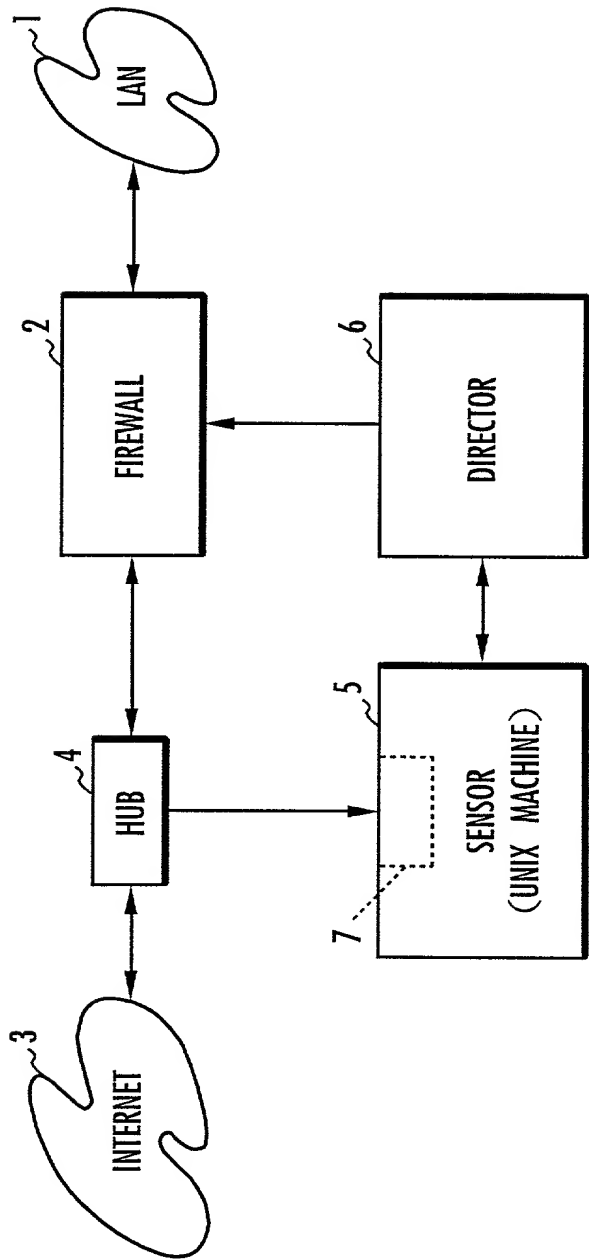 3
INTERNET
4
HUB
2
FIREWALL
1
LAN
7
5
SENSOR
(UNIX MACHINE)
6
DIRECTOR